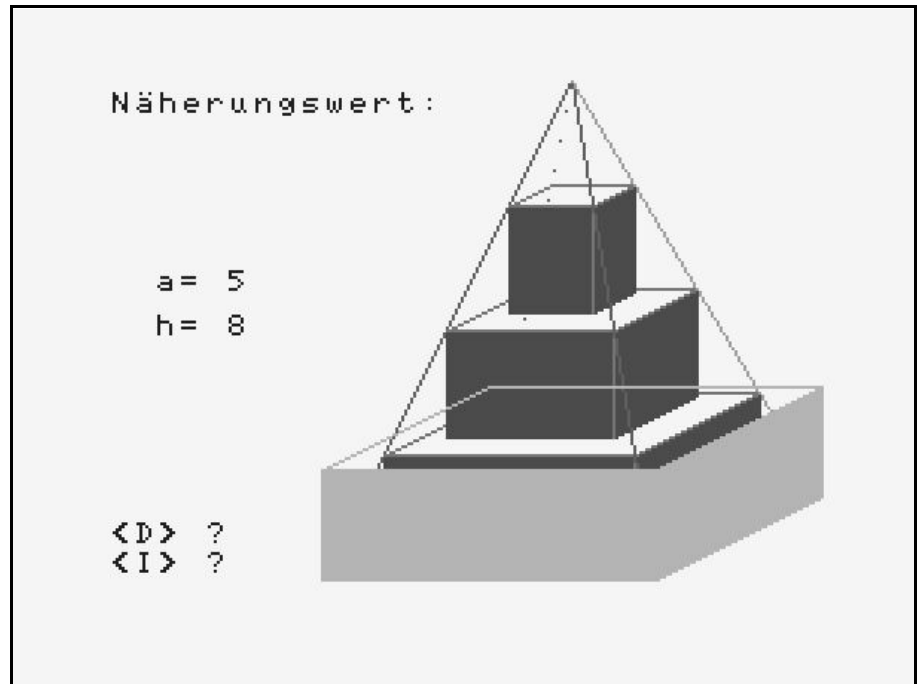 Näherungswert:
a= 5
h= 8
<D> ?
<I> ?